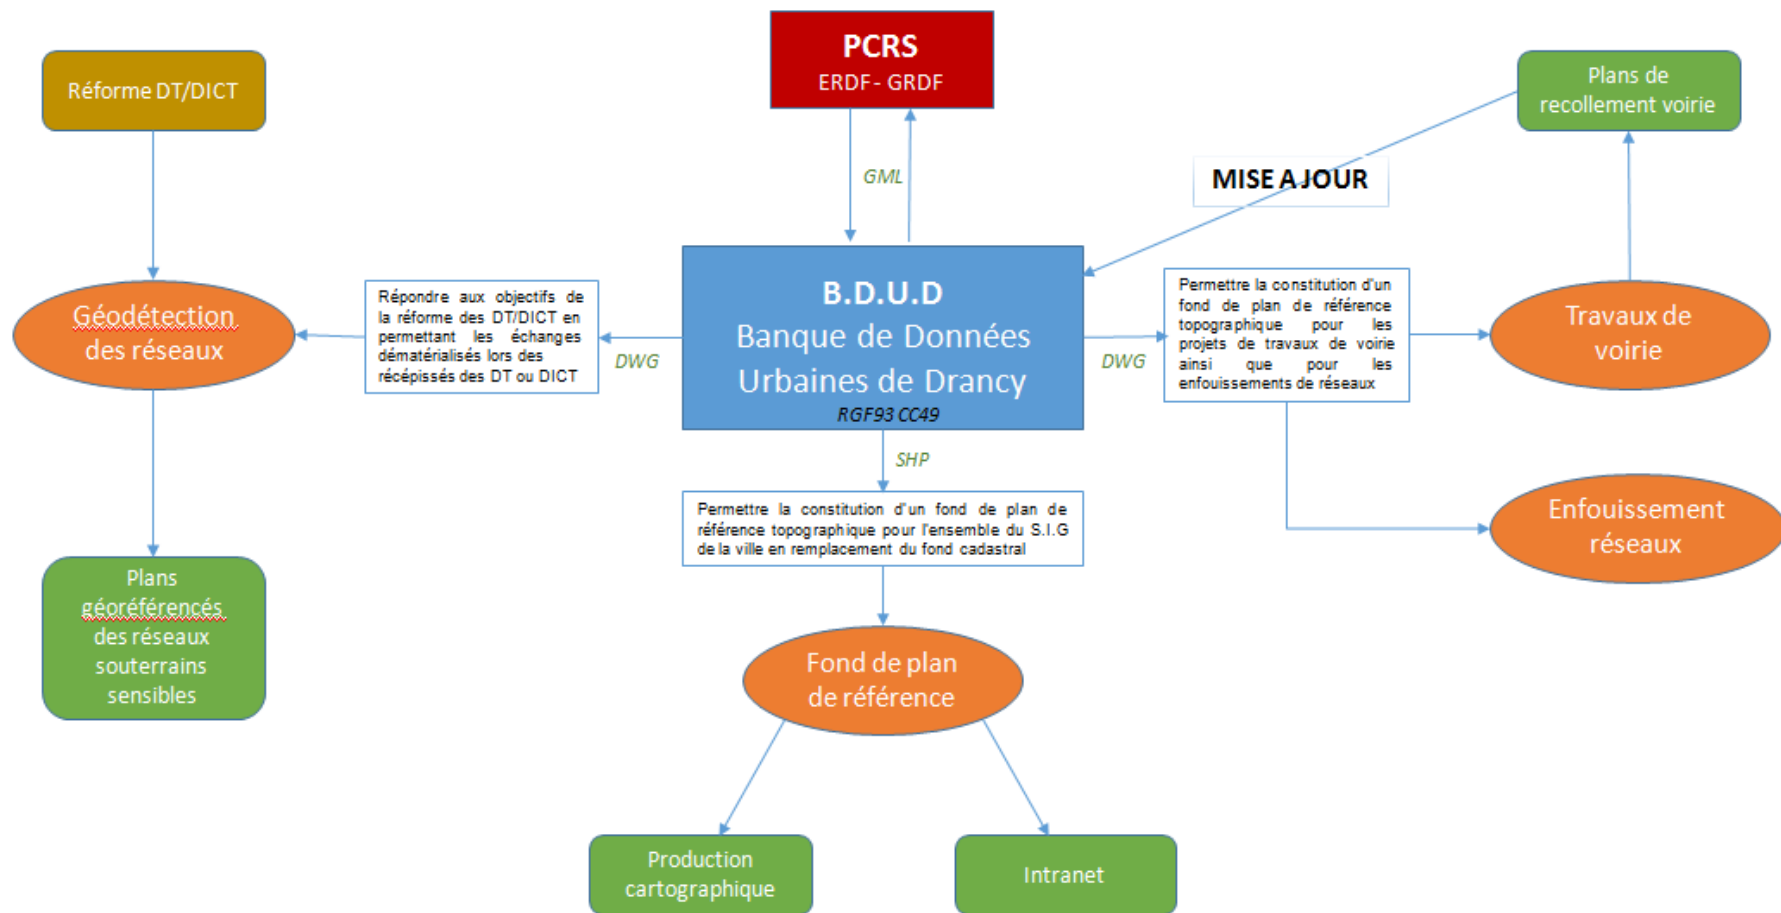 PCRS
ERDF - GRDF
Réforme DT/DICT
Plans de
recollement voirie
GML
MISE A JOUR
B.D.U.D
Banque de Données
Urbaines de Drancy
RGF93 CC49
Géodétection
des réseaux
Répondre aux objectifs de
la réforme des DT/DICT en
permettant les échanges
dématérialisés lors des
récépissés des DT ou DICT
DWG
DWG
Permettre la constitution d'un
fond de plan de référence
topographique pour les
projets de travaux de voirie
ainsi que pour les
enfouissements de réseaux
Travaux de
voirie
SHP
Permettre la constitution d'un fond de plan de
référence topographique pour l'ensemble du S.I.G
de la ville en remplacement du fond cadastral
Enfouissement
réseaux
Plans
géoréférencés
des réseaux
souterrains
sensibles
Fond de plan
de référence
Production
cartographique
Intranet